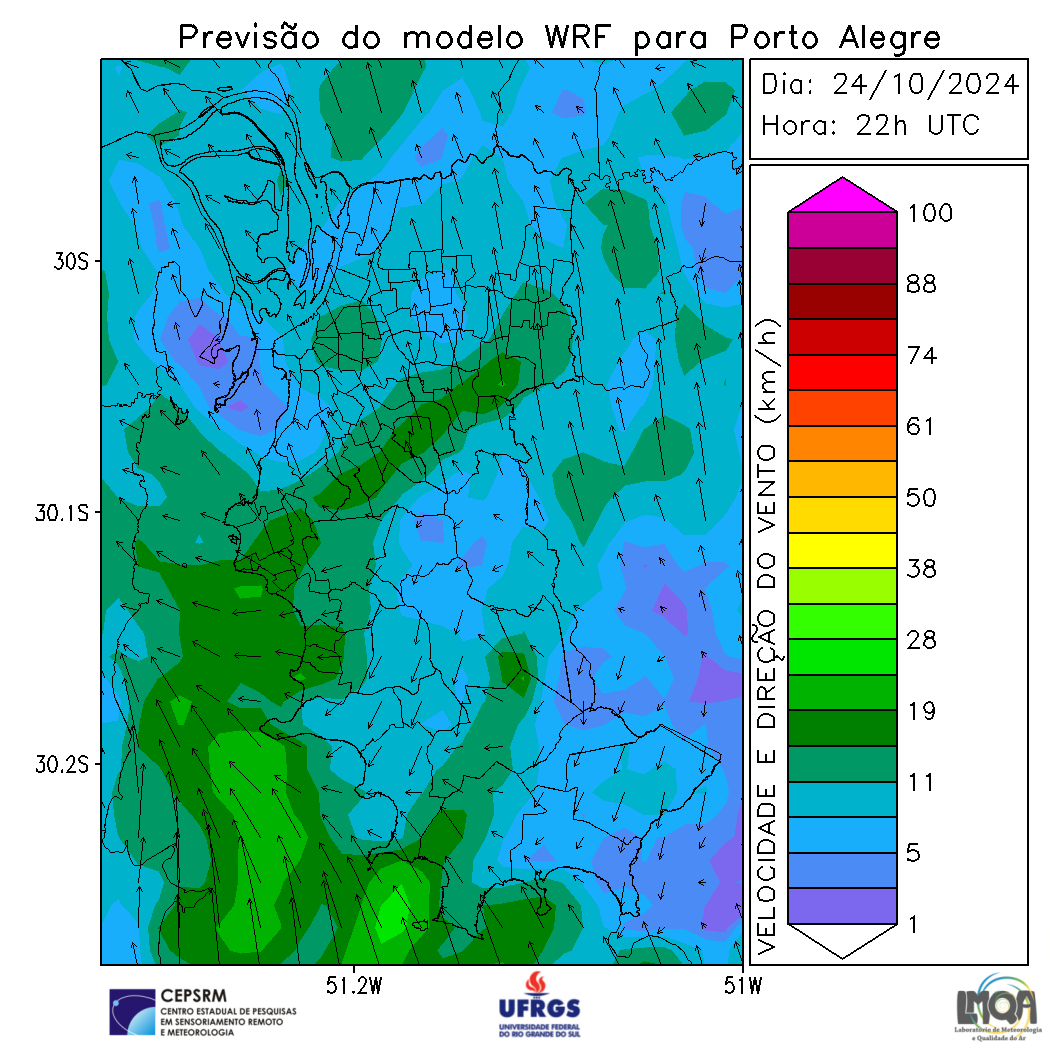 Previsão do modelo WRF para Porto Alegre
Dia: 24/10/2024
Hora: 22h UTC
30S
30.1S
30.2S
51.2W
51W
VELOCIDADE E DIREÇÃO DO VENTO (km/h)
100
88
74
61
50
38
28
19
11
5
1
CEPSRM
CENTRO ESTADUAL DE PESQUISAS
EM SENSORIAMENTO REMOTO
E METEOROLOGIA
UFRGS
UNIVERSIDADE FEDERAL
DO RIO GRANDE DO SUL
LMQA
Laboratório de Meteorologia
e Qualidade do Ar